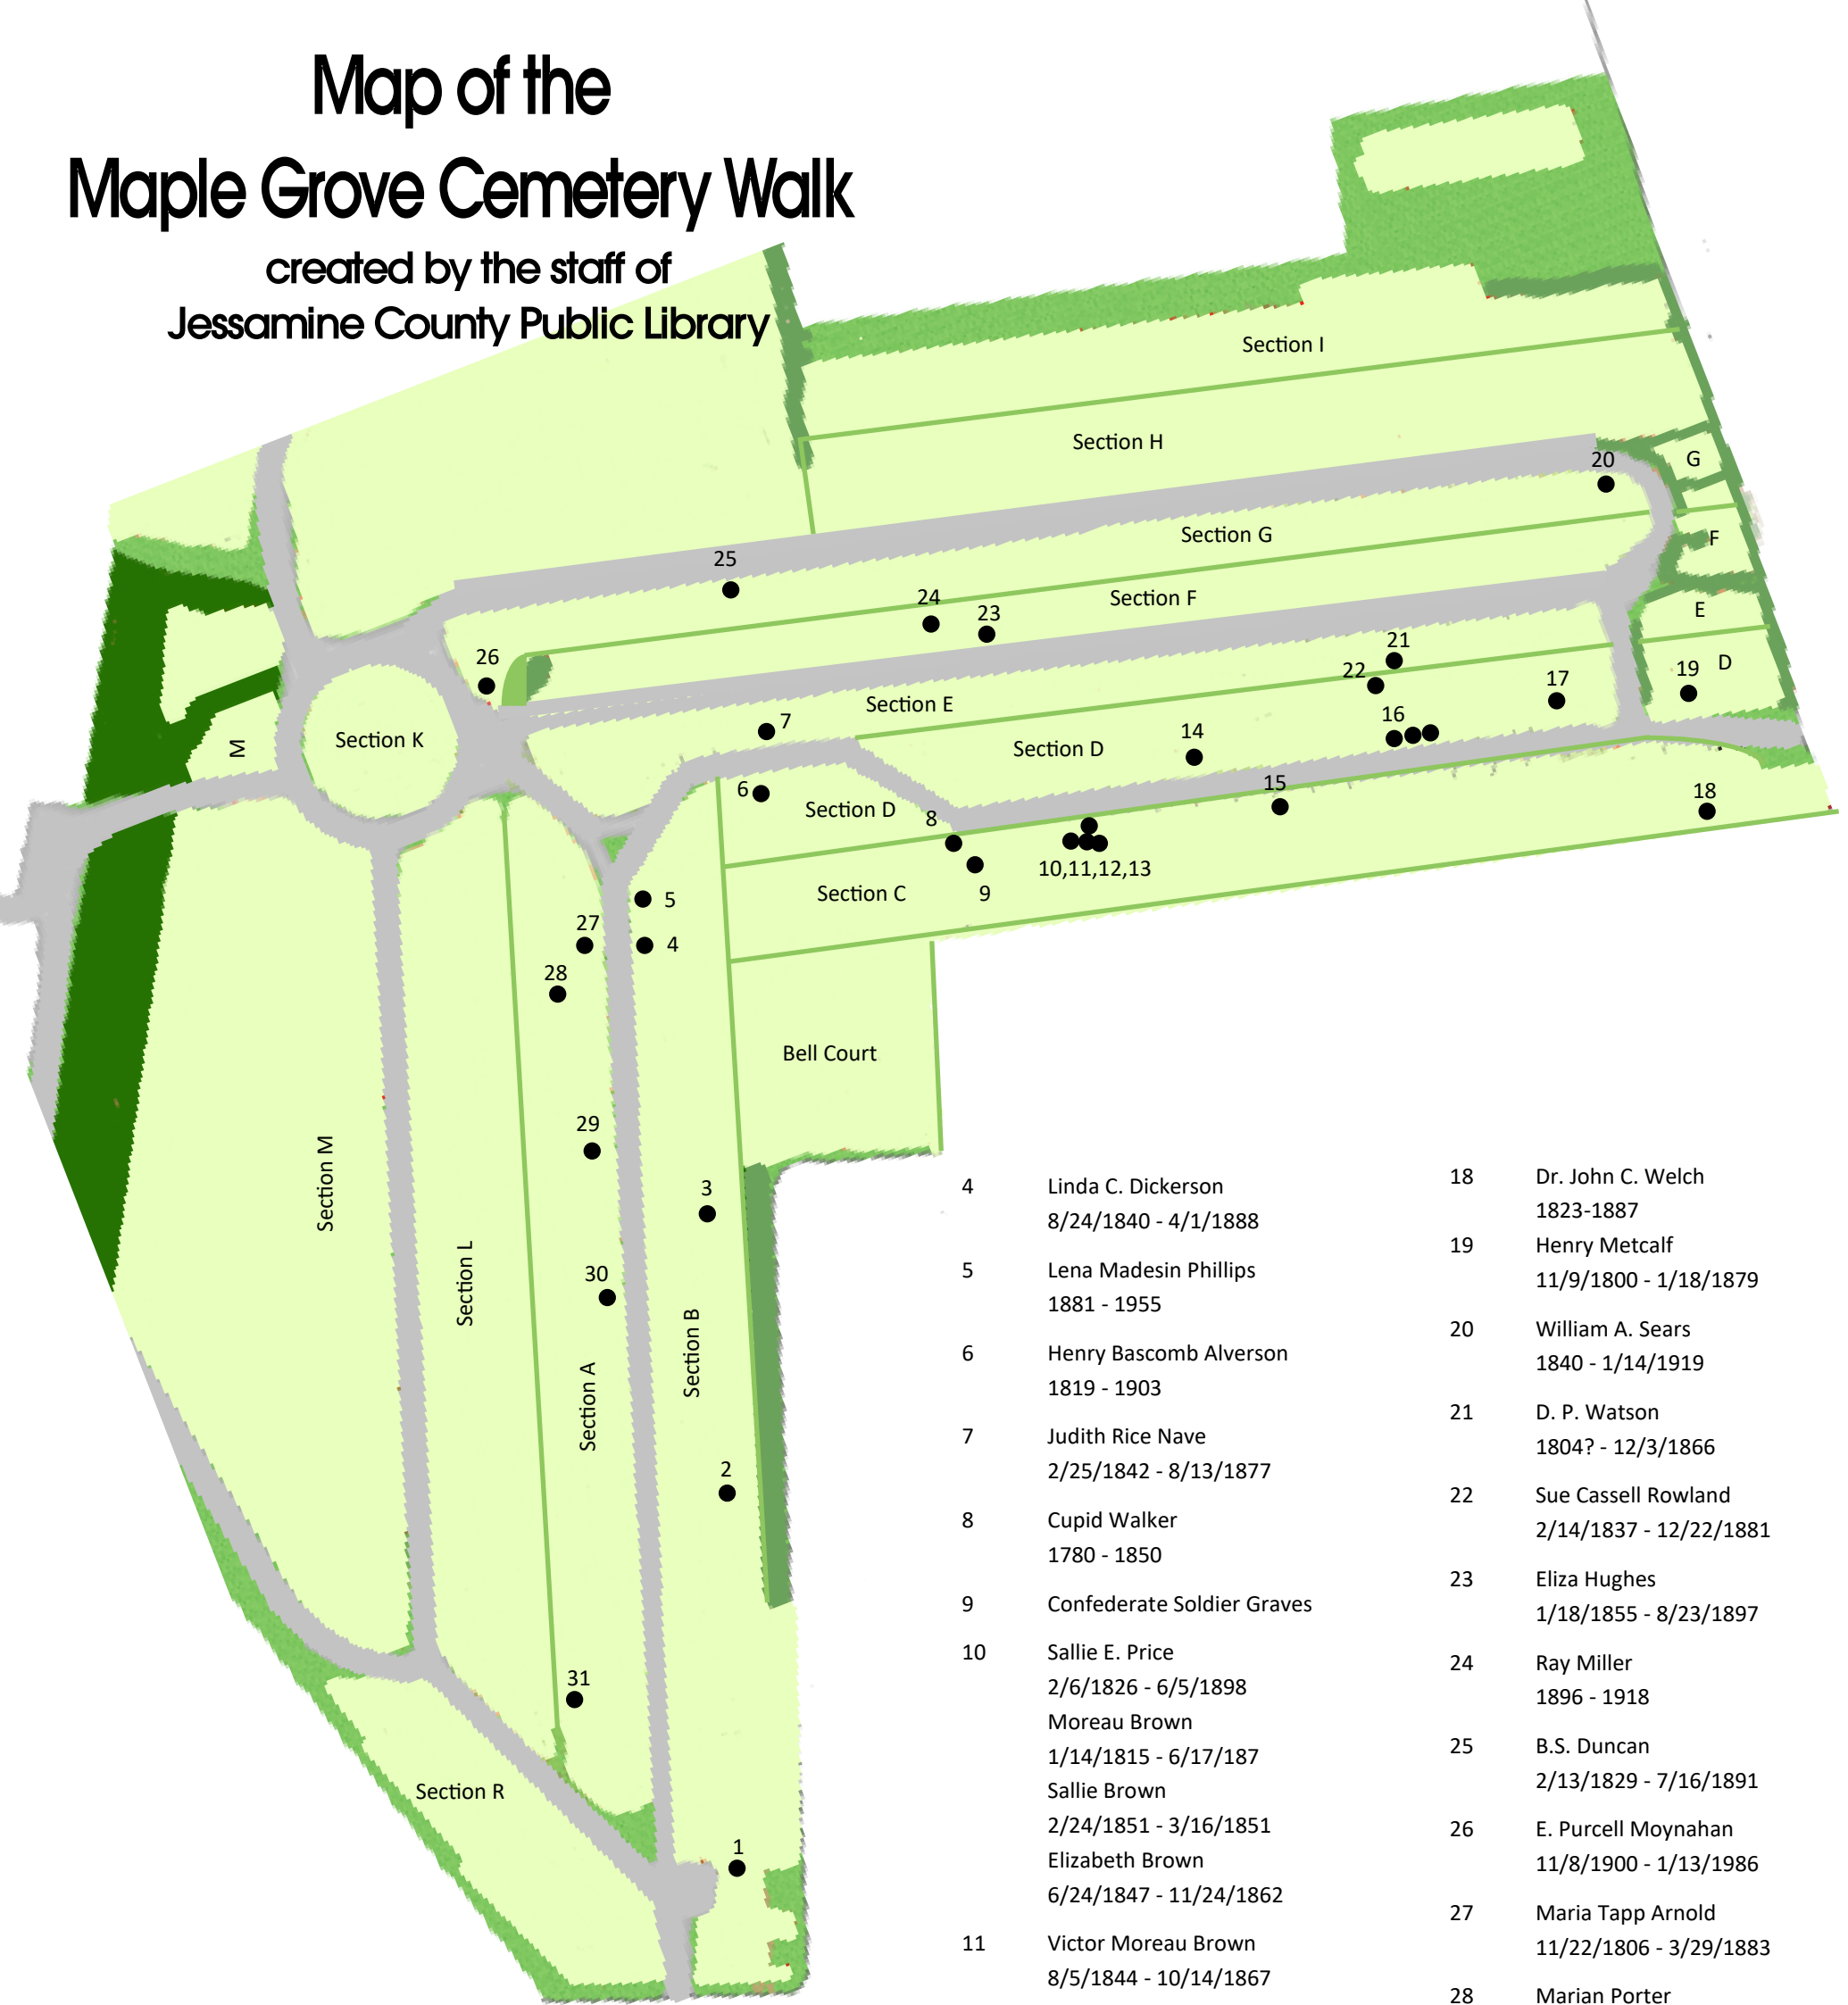 Map of the
Maple Grove Cemetery Walk
created by the staff of
Jessamine County Public Library
Section I
Section H
20
G
Section G
F
25
24
23
Section F
E
26
21
22
17
19
D
Section E
7
16
M
Section K
Section D
14
6
15
Section D
8
18
10,11,12,13
Section C
9
5
27
4
28
Bell Court
29
Section M
3
Section L
30
Section B
Section A
2
31
Section R
1
4 Linda C. Dickerson
8/24/1840 - 4/1/1888
5 Lena Madesin Phillips
1881 - 1955
6 Henry Bascomb Alverson
1819 - 1903
7 Judith Rice Nave
2/25/1842 - 8/13/1877
8 Cupid Walker
1780 - 1850
9 Confederate Soldier Graves
10 Sallie E. Price
2/6/1826 - 6/5/1898
Moreau Brown
1/14/1815 - 6/17/187
Sallie Brown
2/24/1851 - 3/16/1851
Elizabeth Brown
6/24/1847 - 11/24/1862
11 Victor Moreau Brown
8/5/1844 - 10/14/1867
18 Dr. John C. Welch
1823-1887
19 Henry Metcalf
11/9/1800 - 1/18/1879
20 William A. Sears
1840 - 1/14/1919
21 D. P. Watson
1804? - 12/3/1866
22 Sue Cassell Rowland
2/14/1837 - 12/22/1881
23 Eliza Hughes
1/18/1855 - 8/23/1897
24 Ray Miller
1896 - 1918
25 B.S. Duncan
2/13/1829 - 7/16/1891
26 E. Purcell Moynahan
11/8/1900 - 1/13/1986
27 Maria Tapp Arnold
11/22/1806 - 3/29/1883
28 Marian Porter